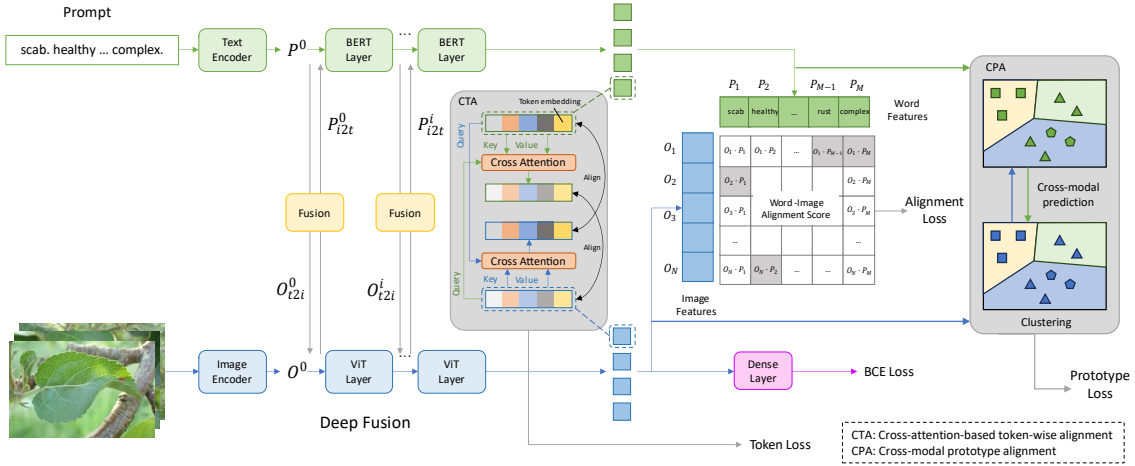 Prompt
scab. healthy ... complex.
Text
Encoder
P^0
BERT
Layer
...
BERT
Layer
P^0_{i2t}
P^i_{i2t}
Fusion
...
Fusion
O^0_{t2i}
O^i_{t2i}
Image
Encoder
O^0
ViT
Layer
...
ViT
Layer
Deep Fusion
CTA
Token embedding
Query
Key
Value
Cross Attention
Align
Align
Cross Attention
Key
Value
Query
Token Loss
P_1
P_2
P_{M-1}
P_M
scab
healthy
...
rust
complex
Word
Features
O_1
O_2
O_3
O_N
O_1 · P_1
O_1 · P_2
...
O_1 · P_{M-1}
O_1 · P_M
O_2 · P_1
O_2 · P_M
O_3 · P_1
O_3 · P_M
Word-Image
Alignment Score
...
...
O_N · P_1
O_N · P_2
...
...
O_N · P_M
Image
Features
Alignment
Loss
Dense
Layer
BCE Loss
CPA
Cross-modal
prediction
Clustering
Prototype
Loss
CTA: Cross-attention-based token-wise alignment
CPA: Cross-modal prototype alignment